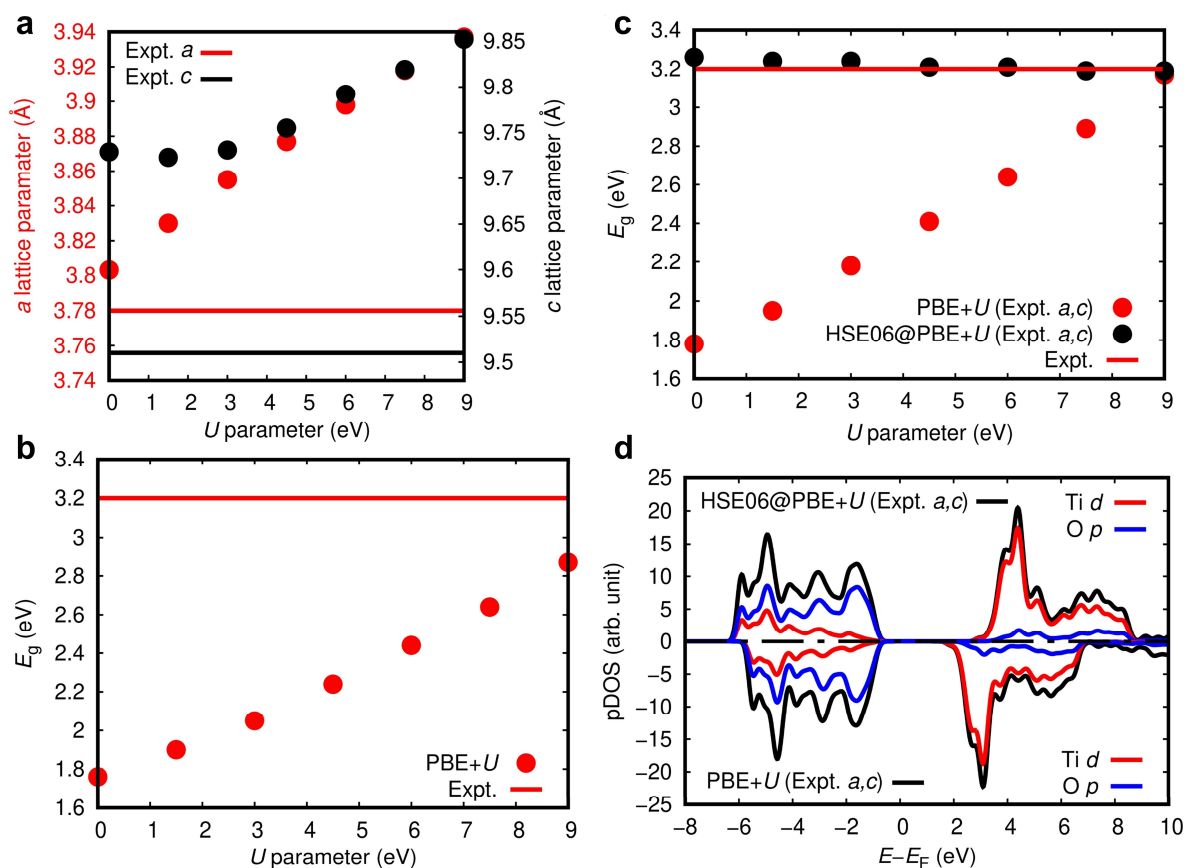 a
a lattice paramater (Å)
3.94
3.92
3.9
3.88
3.86
3.84
3.82
3.8
3.78
3.76
3.74
Expt. a
Expt. c
9.85
9.8
9.75
9.7
9.65
9.6
9.55
9.5
c lattice parameter (Å)
0 1 2 3 4 5 6 7 8 9
U parameter (eV)
b
Eg (eV)
3.4
3.2
3
2.8
2.6
2.4
2.2
2
1.8
1.6
PBE+U
Expt.
0 1 2 3 4 5 6 7 8 9
U parameter (eV)
c
Eg (eV)
3.4
3.2
3
2.8
2.6
2.4
2.2
2
1.8
1.6
PBE+U (Expt. a,c)
HSE06@PBE+U (Expt. a,c)
Expt.
0 1 2 3 4 5 6 7 8 9
U parameter (eV)
d
pDOS (arb. unit)
25
20
15
10
5
0
−5
−10
−15
−20
−25
HSE06@PBE+U (Expt. a,c)
Ti d
O p
PBE+U (Expt. a,c)
Ti d
O p
−8 −6 −4 −2 0 2 4 6 8 10
E−EF (eV)